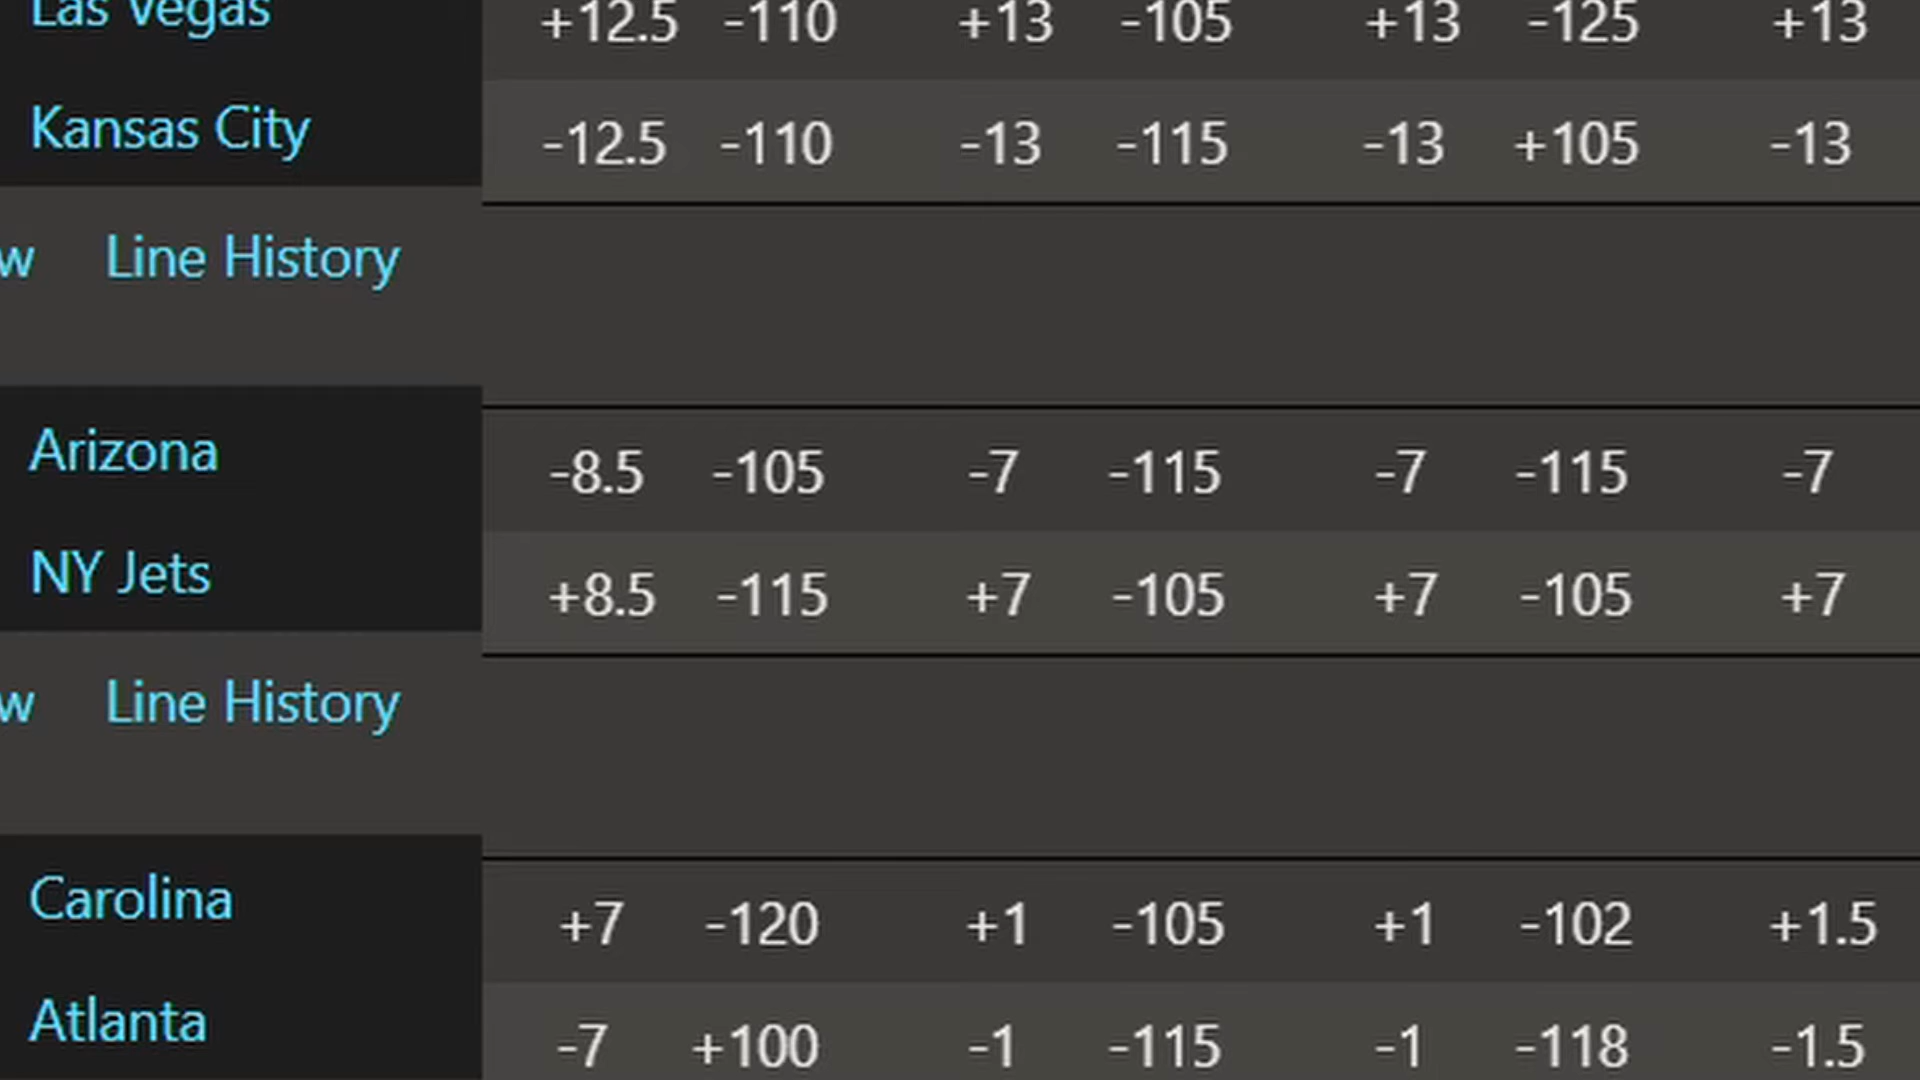 Las Vegas +12.5 -110 +13 -105 +13 -125 +13
Kansas City -12.5 -110 -13 -115 -13 +105 -13
w Line History
Arizona -8.5 -105 -7 -115 -7 -115 -7
NY Jets +8.5 -115 +7 -105 +7 -105 +7
w Line History
Carolina +7 -120 +1 -105 +1 -102 +1.5
Atlanta -7 +100 -1 -115 -1 -118 -1.5